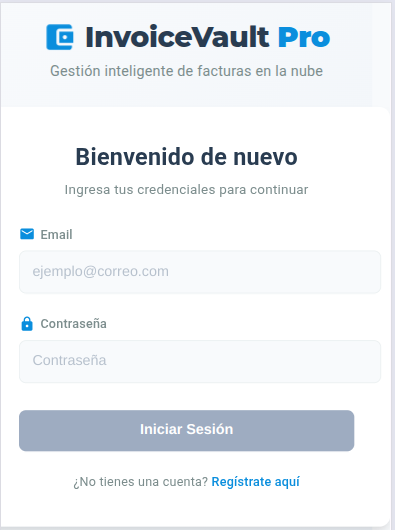 InvoiceVault Pro
Gestión inteligente de facturas en la nube
Bienvenido de nuevo
Ingresa tus credenciales para continuar
Email
ejemplo@correo.com
Contraseña
Contraseña
Iniciar Sesión
¿No tienes una cuenta? Regístrate aquí